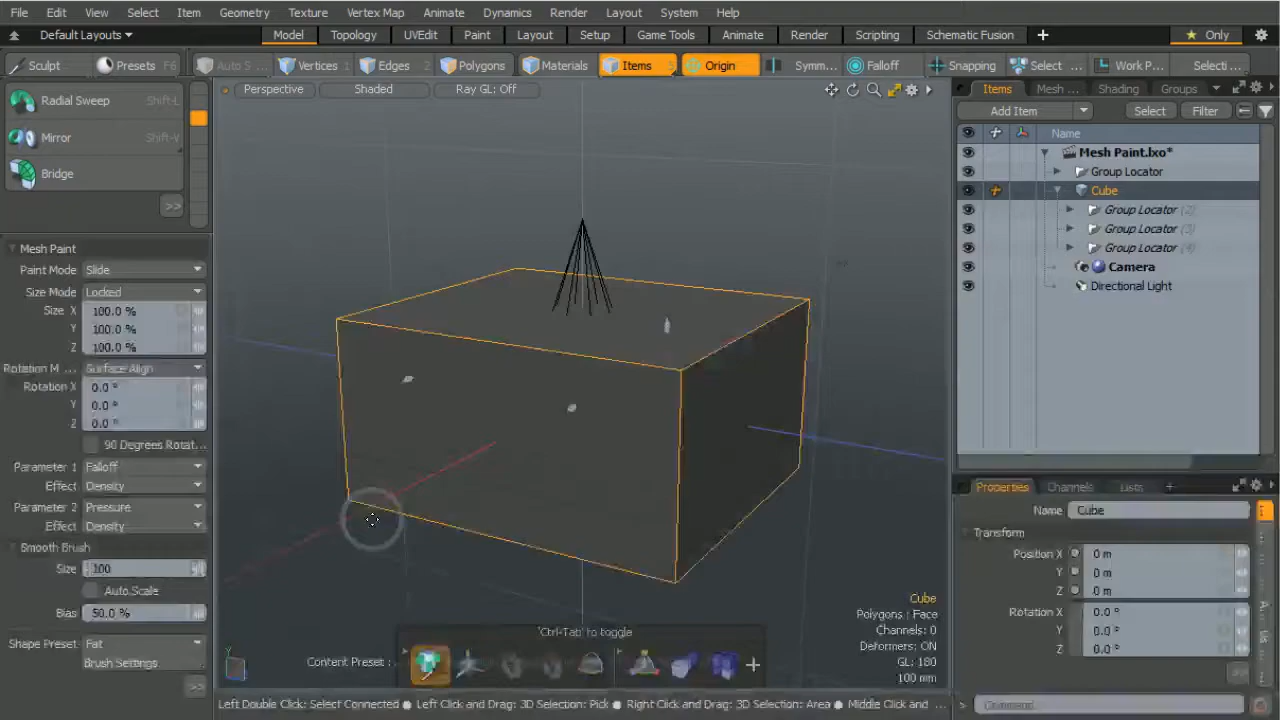 File Edit View Select Item Geometry Texture Vertex Map Animate Dynamics Render Layout System Help
Default Layouts Model Topology UVEdit Paint Layout Setup Game Tools Animate Render Scripting Schematic Fusion Only
Sculpt Presets F6 Auto S ... Vertices 1 Edges 2 Polygons Materials Items 5 Origin Symm... Falloff Snapping Select ... Work P... Selecti ...
Radial Sweep Shift-L
Mirror Shift-V
Bridge
>>
Mesh Paint
Paint Mode Slide
Size Mode Locked
Size X 100.0 %
Y 100.0 %
Z 100.0 %
Rotation M ... Surface Align
Rotation X 0.0 °
Y 0.0 °
Z 0.0 °
90 Degrees Rotat...
Parameter 1 Falloff
Effect Density
Parameter 2 Pressure
Effect Density
Smooth Brush
Size 100
Auto Scale
Bias 50.0 %
Shape Preset: Fat
Brush Settings
>>
Perspective Shaded Ray GL: Off
Cube
Polygons : Face
Channels: 0
Deformers: ON
GL: 180
100 mm
'Ctrl-Tab' to toggle
Content Preset :
Left Double Click: Select Connected ● Left Click and Drag: 3D Selection: Pick ● Right Click and Drag: 3D Selection: Area ● Middle Click and ...
Items Mesh ... Shading Groups
Add Item Select Filter
Name
Mesh Paint.lxo*
Group Locator
Cube
Group Locator (2)
Group Locator (3)
Group Locator (4)
Camera
Directional Light
Properties Channels Lists +
Name Cube
Transform
Position X 0 m
Y 0 m
Z 0 m
Rotation X 0.0 °
Y 0.0 °
Z 0.0 °
Command